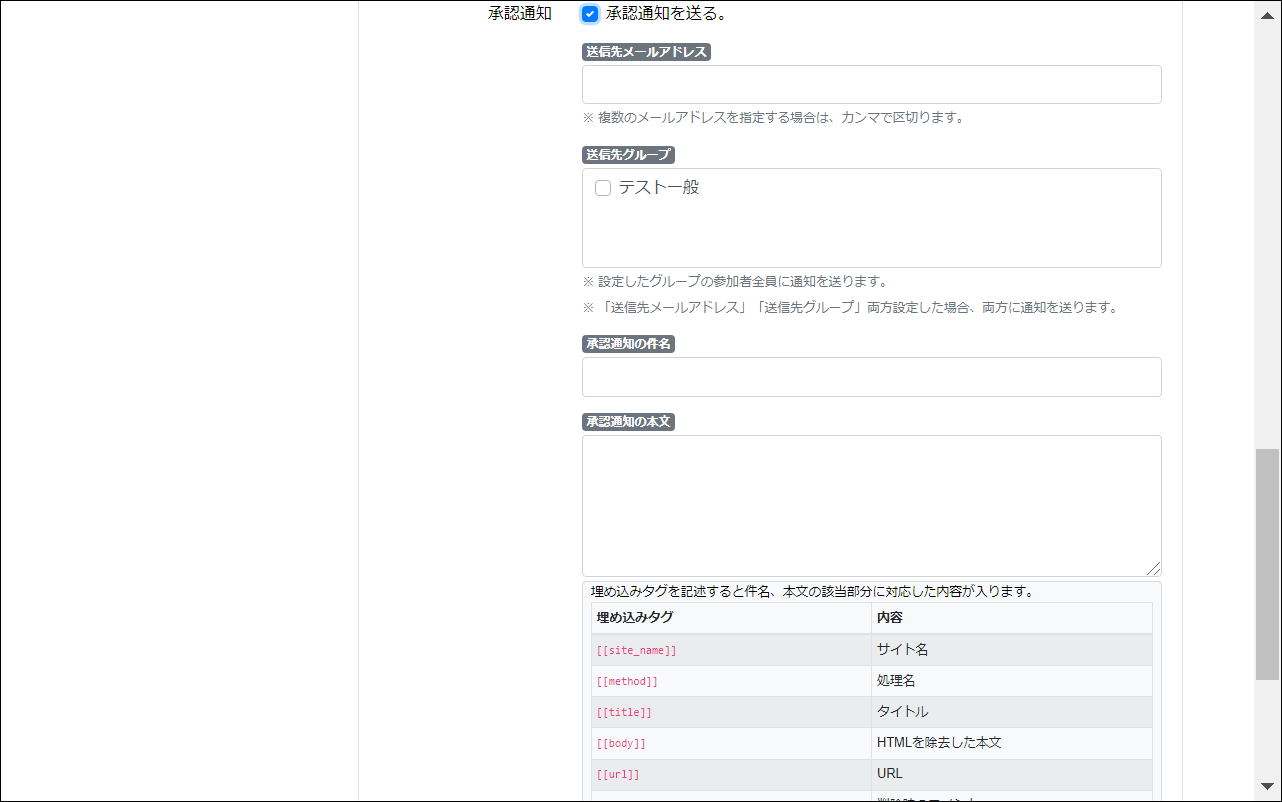 承認通知 承認通知を送る。
送信先メールアドレス
※ 複数のメールアドレスを指定する場合は、カンマで区切ります。
送信先グループ
テスト一般
※ 設定したグループの参加者全員に通知を送ります。
※ 「送信先メールアドレス」「送信先グループ」両方設定した場合、両方に通知を送ります。
承認通知の件名
承認通知の本文
埋め込みタグを記述すると件名、本文の該当部分に対応した内容が入ります。
埋め込みタグ 内容
[[site_name]] サイト名
[[method]] 処理名
[[title]] タイトル
[[body]] HTMLを除去した本文
[[url]] URL